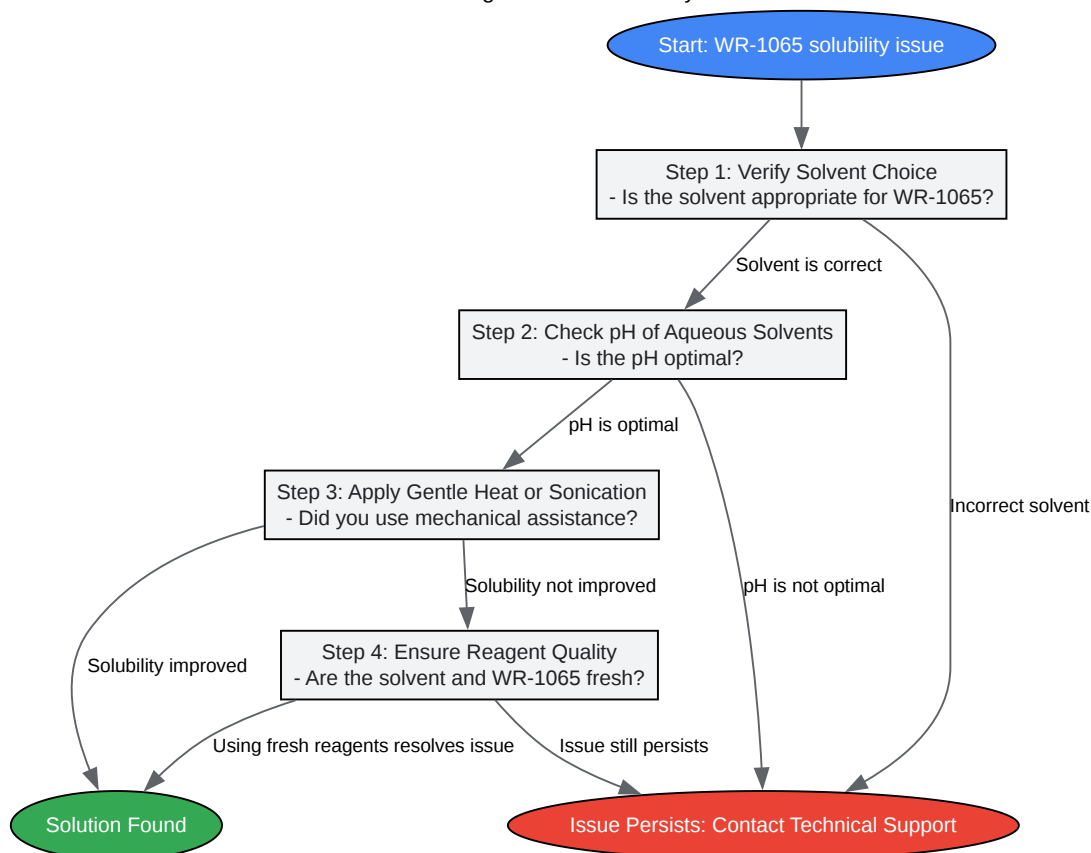 Start: WR-1065 solubility issue
Step 1: Verify Solvent Choice
- Is the solvent appropriate for WR-1065?
Solvent is correct
Step 2: Check pH of Aqueous Solvents
- Is the pH optimal?
pH is optimal
Step 3: Apply Gentle Heat or Sonication
- Did you use mechanical assistance?
Incorrect solvent
Solubility not improved
pH is not optimal
Step 4: Ensure Reagent Quality
- Are the solvent and WR-1065 fresh?
Solubility improved
Using fresh reagents resolves issue
Issue still persists
Solution Found
Issue Persists: Contact Technical Support